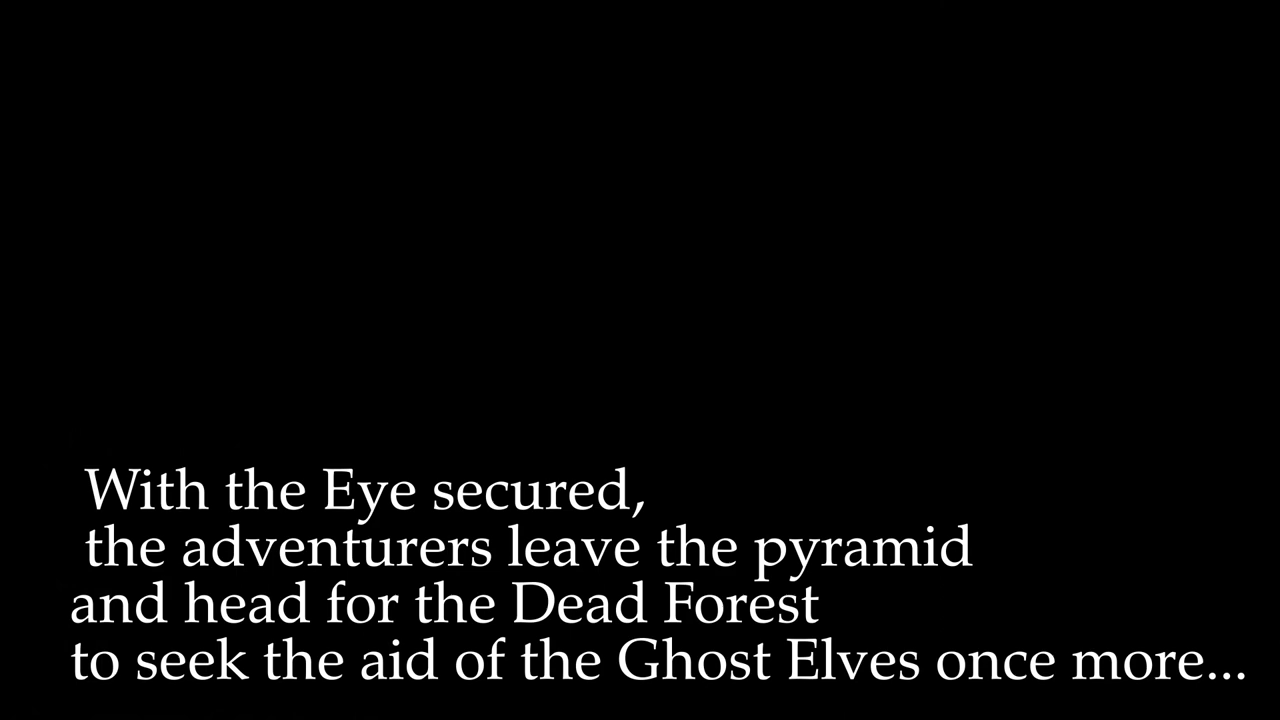 With the Eye secured,
the adventurers leave the pyramid
and head for the Dead Forest
to seek the aid of the Ghost Elves once more...